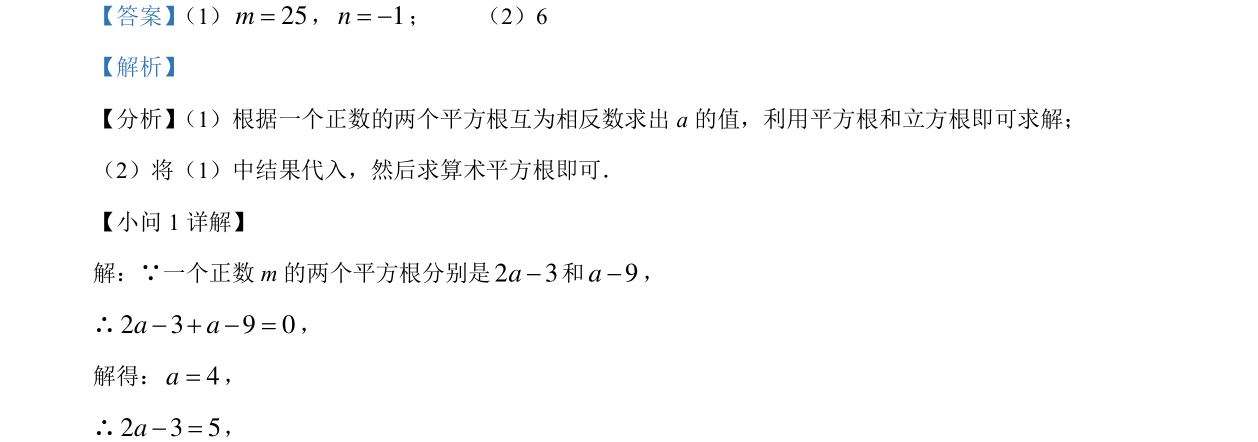 【答案】（1）m = 25，n = −1；（2）6
【解析】
【分析】（1）根据一个正数的两个平方根互为相反数求出 a 的值，利用平方根和立方根即可求解；
（2）将（1）中结果代入，然后求算术平方根即可．
【小问 1 详解】
解：∵一个正数 m 的两个平方根分别是 2a − 3 和 a − 9，
∴ 2a − 3 + a − 9 = 0，
解得：a = 4，
∴ 2a − 3 = 5，